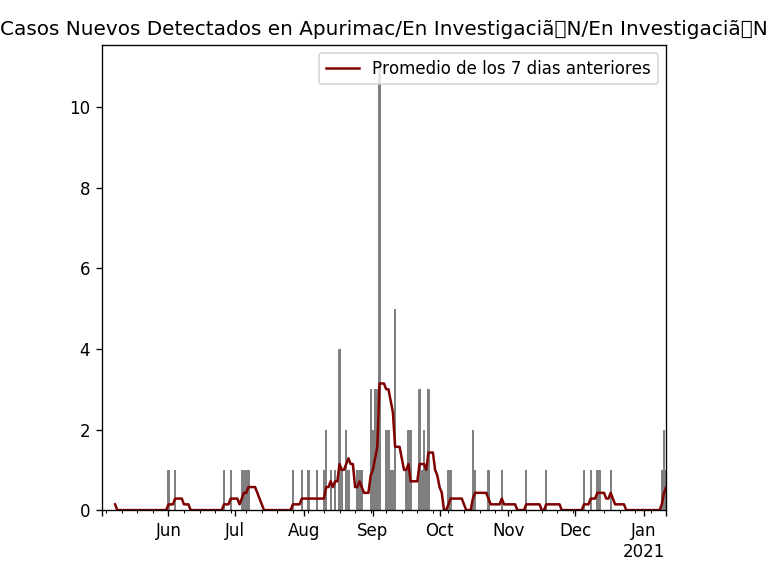 Casos Nuevos Detectados en Apurimac/En Investigaciã▯N/En Investigaciã▯N
Promedio de los 7 dias anteriores
10
8
6
4
2
0
Jun Jul Aug Sep Oct Nov Dec Jan
2021